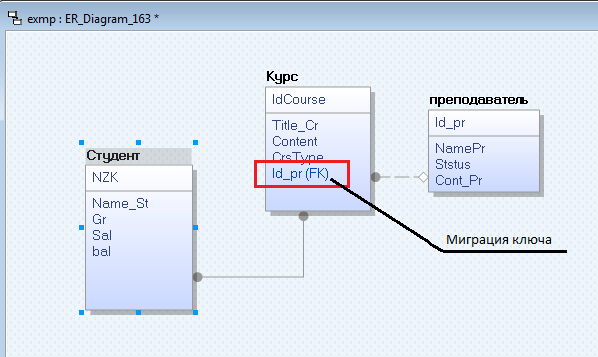 exmp : ER_Diagram_163 *
Курс
IdCourse
Title_Cr
Content
CrsType
Id_pr (FK)
преподаватель
Id_pr
NamePr
Ststus
Cont_Pr
Студент
NZK
Name_St
Gr
Sal
bal
Миграция ключа